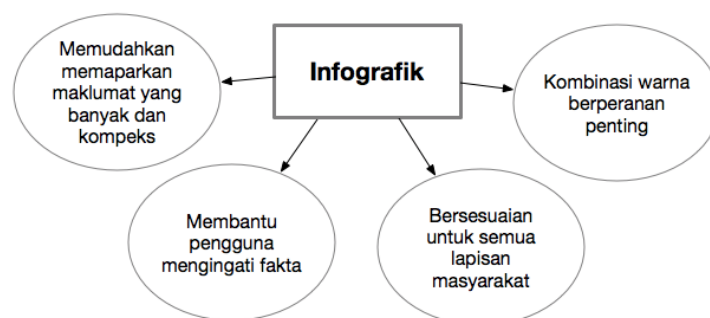 Infografik
Memudahkan
memaparkan
maklumat yang
banyak dan
kompeks
Membantu
pengguna
mengingati fakta
Bersesuaian
untuk semua
lapisan
masyarakat
Kombinasi warna
berperanan
penting